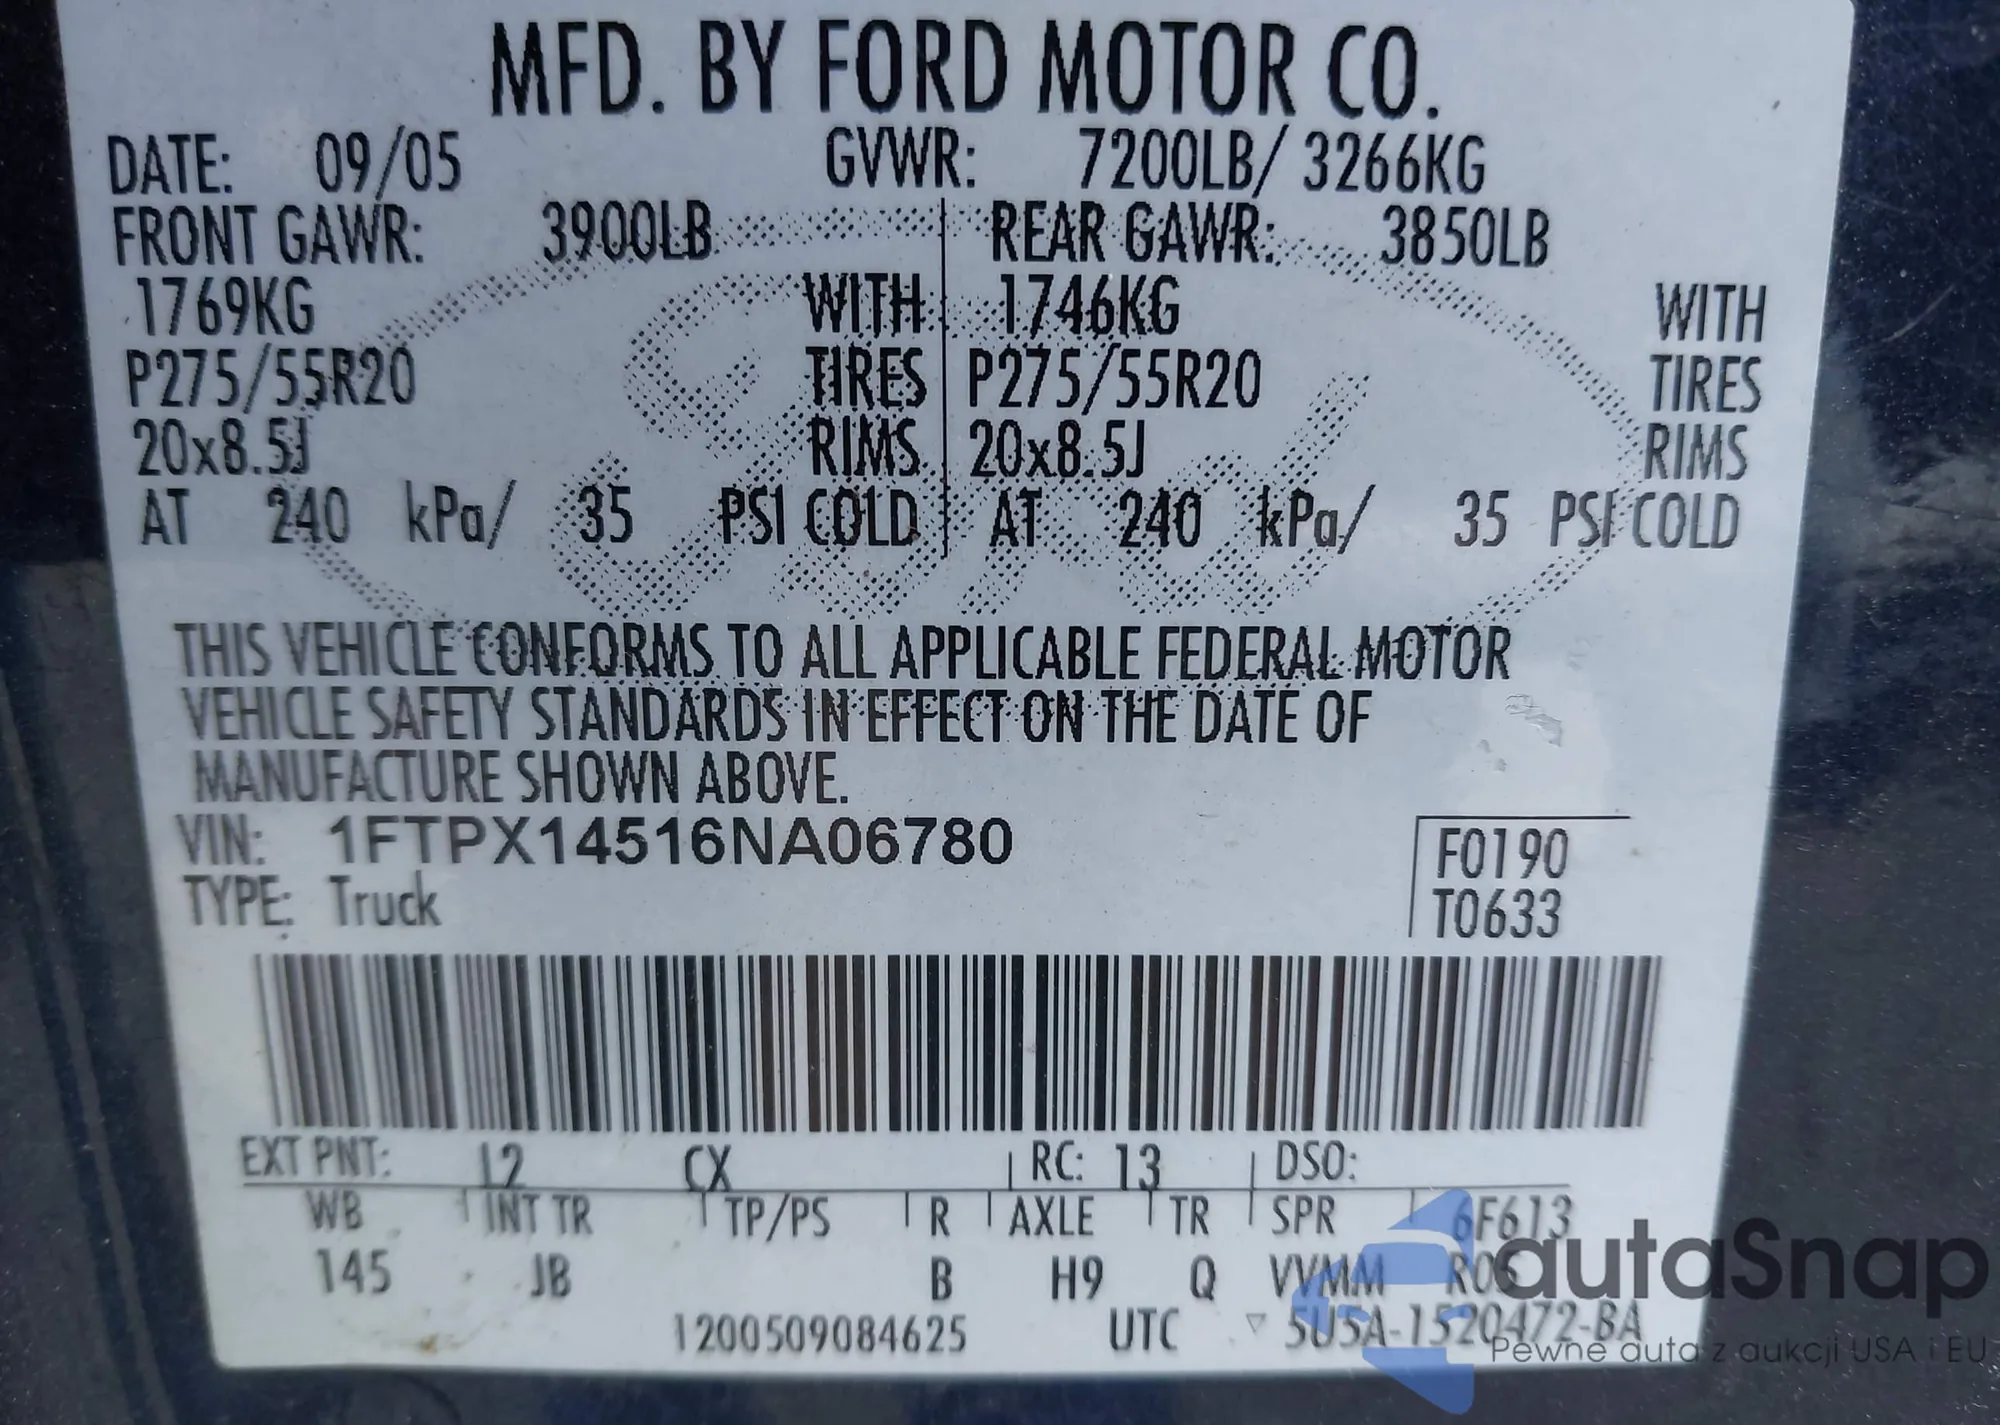 MFD. BY FORD MOTOR CO.
DATE: 09/05 GVWR: 7200LB/ 3266KG
FRONT GAWR: 3900LB REAR GAWR: 3850LB
1769KG WITH 1746KG WITH
P275/55R20 TIRES P275/55R20 TIRES
20x8.5J RIMS 20x8.5J RIMS
AT 240 kPa/ 35 PSI COLD AT 240 kPa/ 35 PSI COLD
THIS VEHICLE CONFORMS TO ALL APPLICABLE FEDERAL MOTOR
VEHICLE SAFETY STANDARDS IN EFFECT ON THE DATE OF
MANUFACTURE SHOWN ABOVE.
VIN: 1FTPX14516NA06780
TYPE: Truck
F0190
T0633
EXT PNT: L2 CX RC: 13 DSO:
WB INT TR TP/PS R AXLE TR SPR 6F613
145 JB B H9 Q VVMM R05
1200509084625 UTC ▽ 5U5A-1520472-BA
autaSnap
Pewne auta z aukcji USA i EU